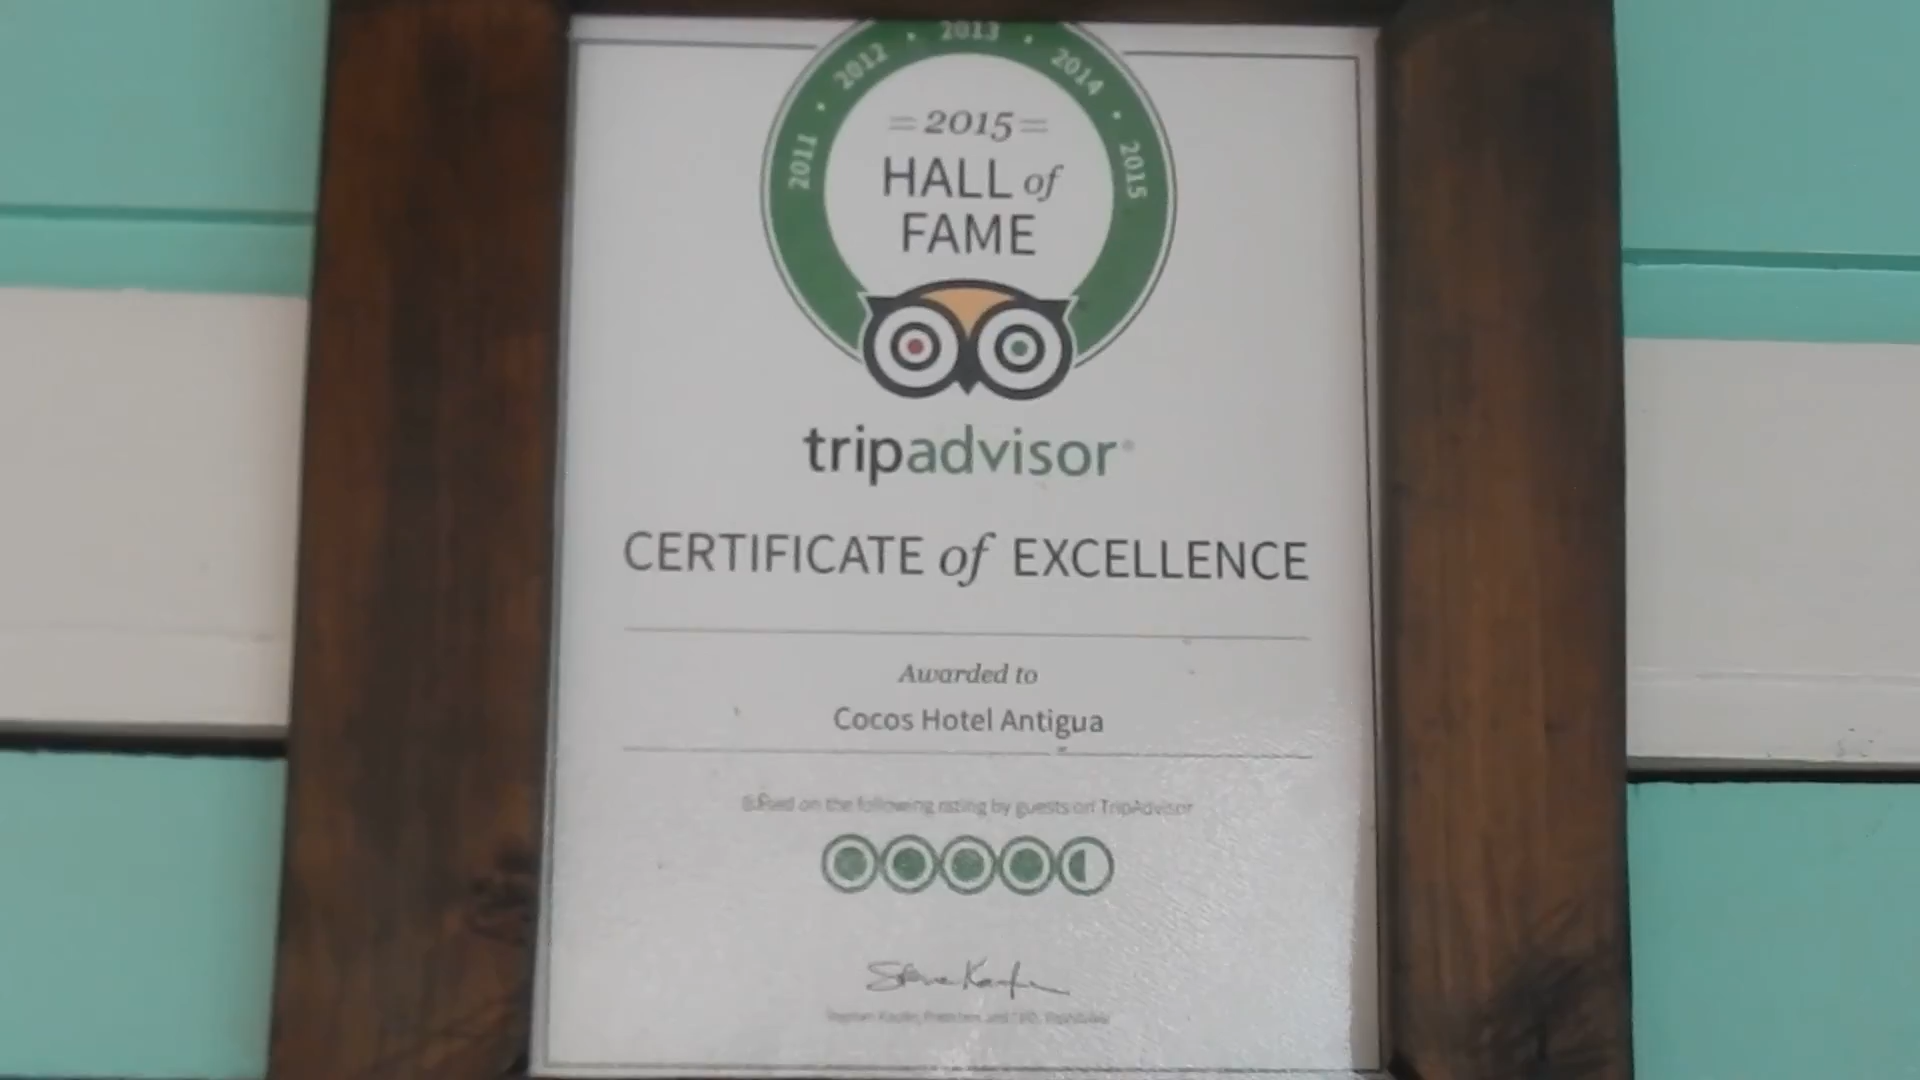 2011 • 2012 • 2013 • 2014 • 2015
2015
HALL of
FAME
tripadvisor®
CERTIFICATE of EXCELLENCE
Awarded to
Cocos Hotel Antigua
Based on the following rating by guests on TripAdvisor